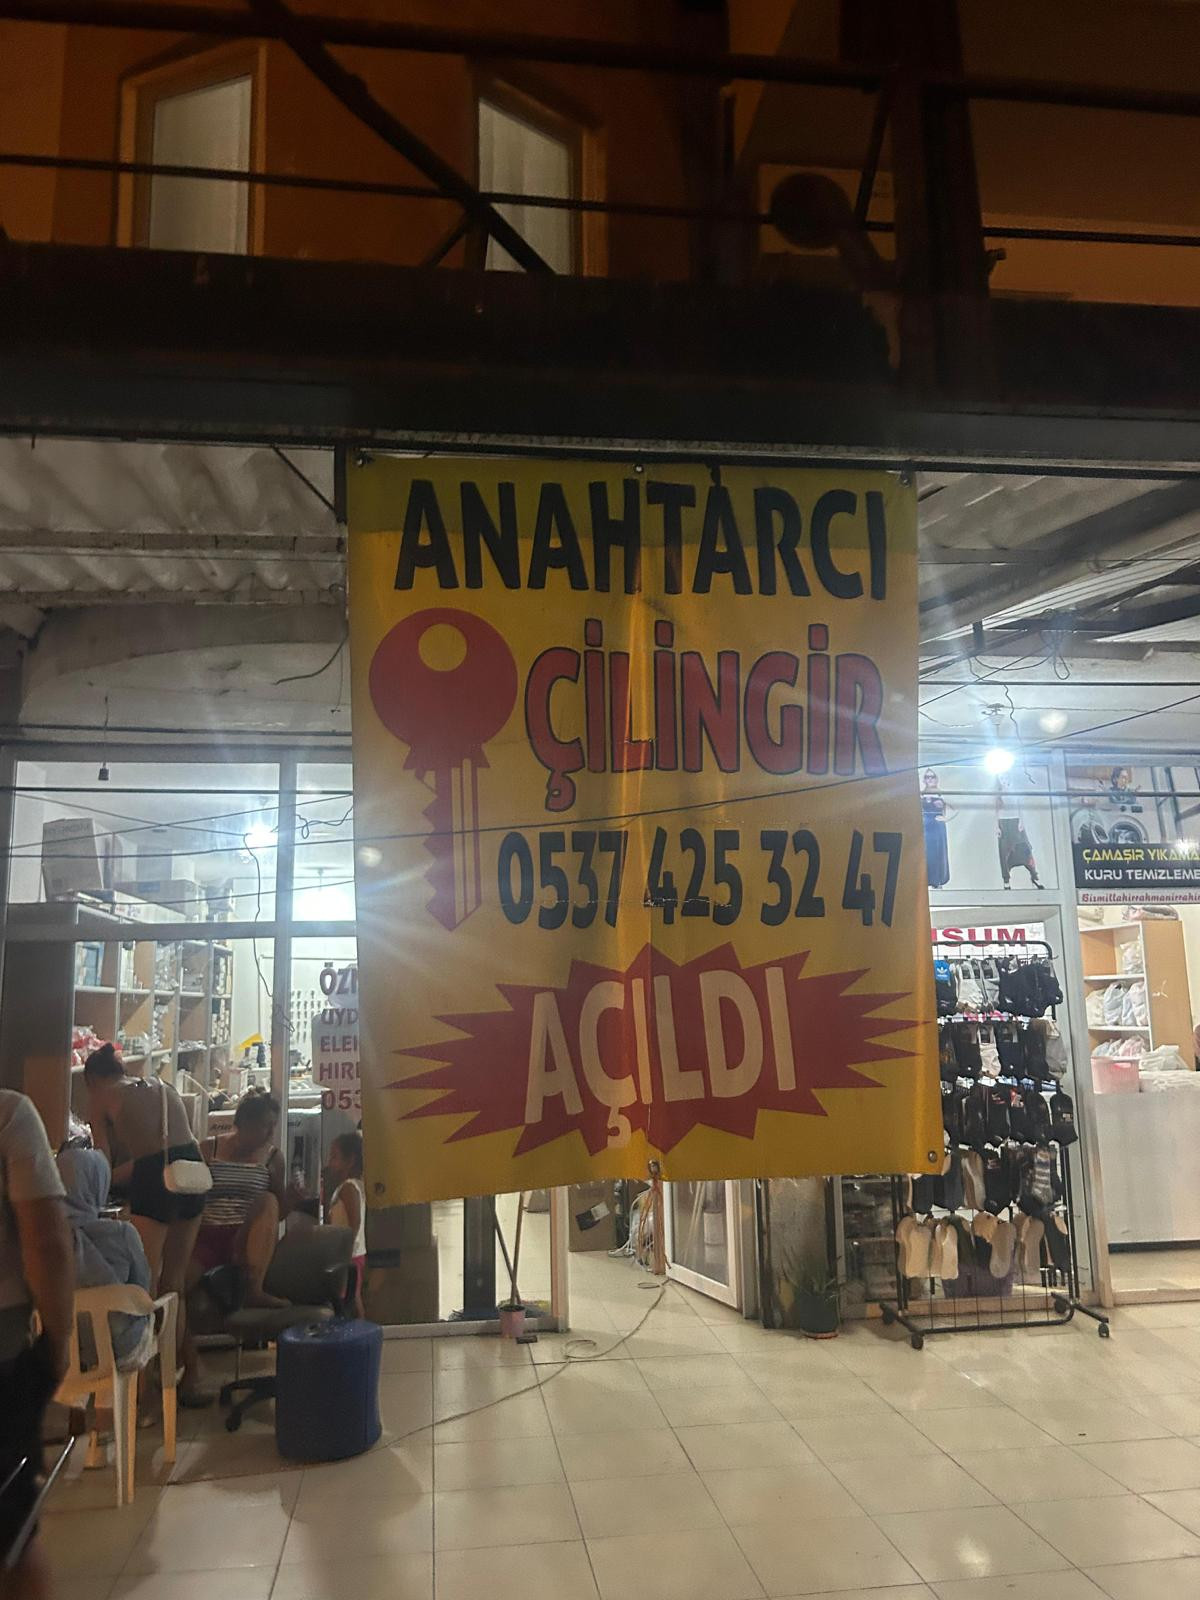 ANAHTARCI
ÇİLİNGİR
0537 425 32 47
AÇILDI
ÇAMAŞIR YIKAMA
KURU TEMİZLEME